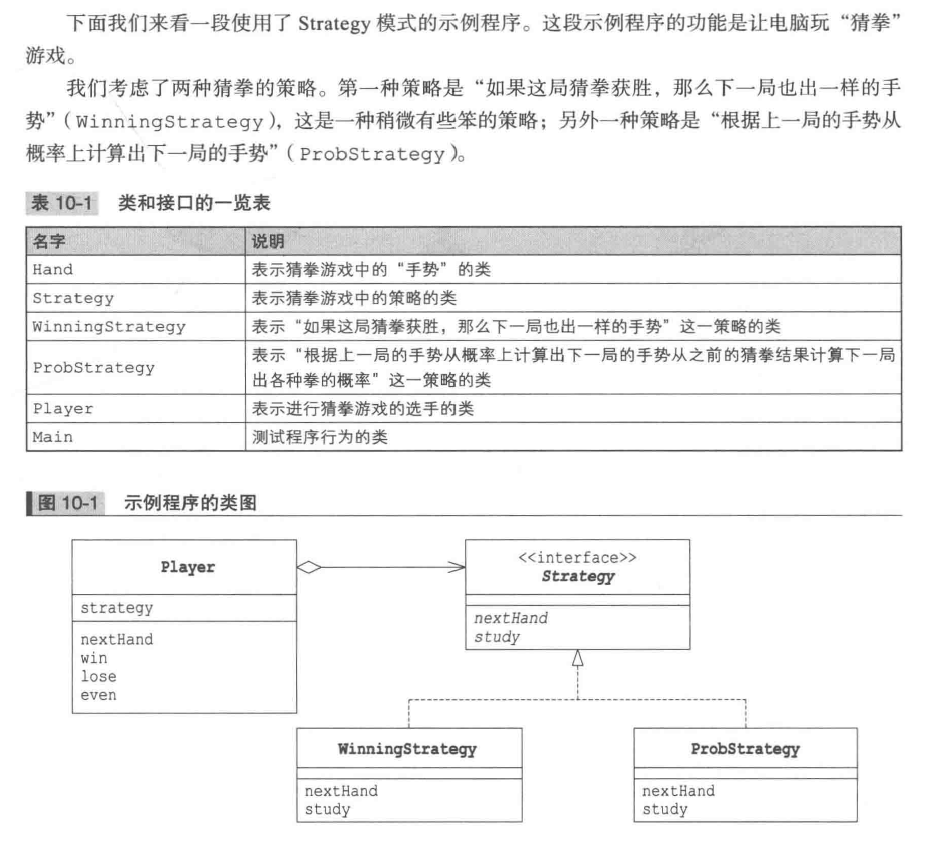 下面我们来看一段使用了 Strategy 模式的示例程序。这段示例程序的功能是让电脑玩“猜拳”
游戏。
我们考虑了两种猜拳的策略。第一种策略是“如果这局猜拳获胜，那么下一局也出一样的手
势”（WinningStrategy），这是一种稍微有些笨的策略；另外一种策略是“根据上一局的手势从
概率上计算出下一局的手势”（ProbStrategy）。
表 10-1 类和接口的一览表
名字 说明
Hand 表示猜拳游戏中的“手势”的类
Strategy 表示猜拳游戏中的策略的类
WinningStrategy 表示“如果这局猜拳获胜，那么下一局也出一样的手势”这一策略的类
ProbStrategy 表示“根据上一局的手势从概率上计算出下一局的手势从之前的猜拳结果计算下一局
出各种拳的概率”这一策略的类
Player 表示进行猜拳游戏的选手的类
Main 测试程序行为的类
图 10-1 示例程序的类图
Player
strategy
nextHand
win
lose
even
<<interface>>
Strategy
nextHand
study
WinningStrategy
nextHand
study
ProbStrategy
nextHand
study